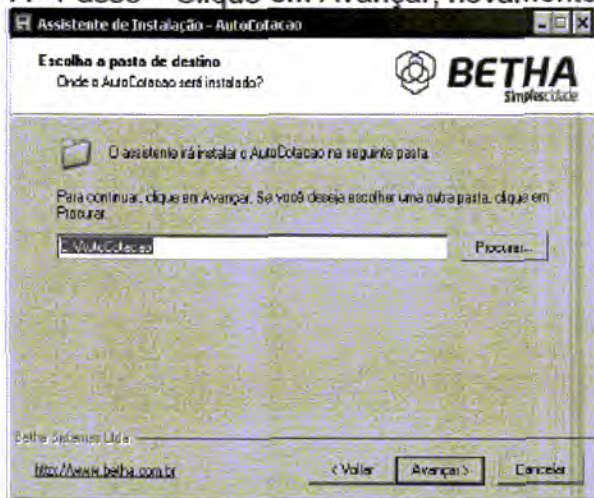 Passo - Clique em Avançar, novamente
Assistente de Instalação - AutoCotacao
Escolha a pasta de destino
Onde o AutoCotacao será instalado?
BETHA
Simplescidade
O assistente irá instalar o AutoCotacao na seguinte pasta.
Para continuar, clique em Avançar. Se você deseja escolher uma outra pasta, clique em
Procurar.
C:\AutoCotacao
Procurar...
Betha Sistemas Ltda
http://www.betha.com.br
< Voltar
Avançar >
Cancelar